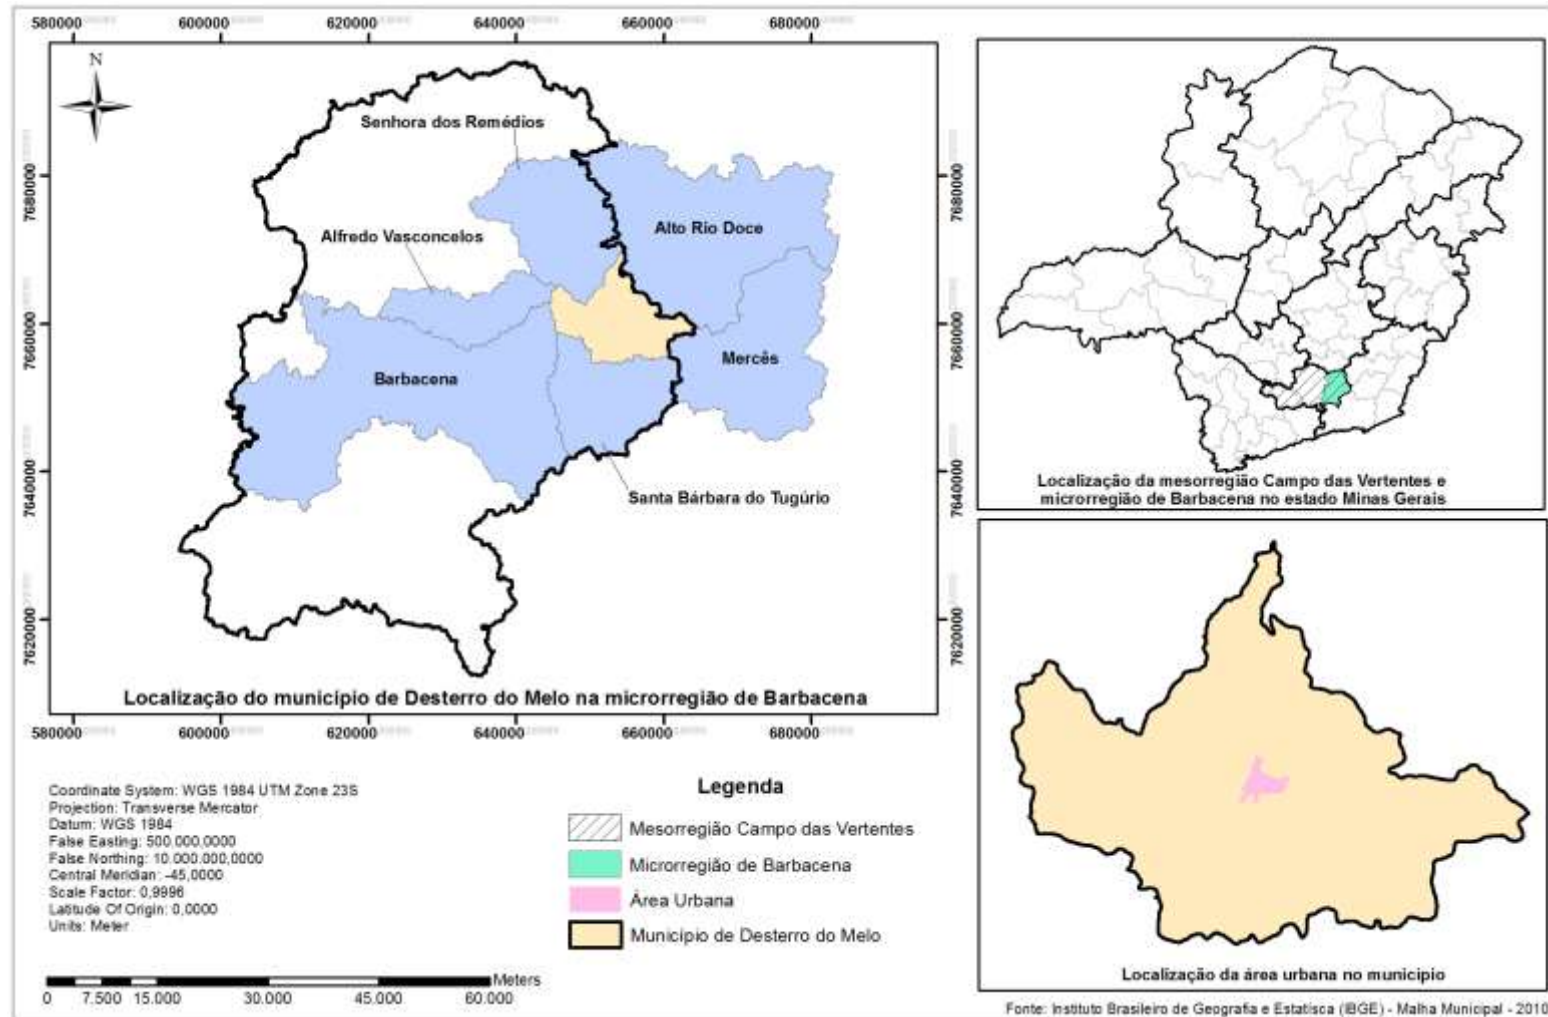 580000 600000 620000 640000 660000 680000
N
Senhora dos Remédios
Alfredo Vasconcelos
Alto Rio Doce
Barbacena
Mercês
Santa Bárbara do Tugúrio
7680000
7660000
7640000
7620000
7680000
7660000
7640000
7620000
Localização do município de Desterro do Melo na microrregião de Barbacena
580000 600000 620000 640000 660000 680000
Localização da mesorregião Campo das Vertentes e
microrregião de Barbacena no estado Minas Gerais
Localização da área urbana no municipio
Coordinate System: WGS 1984 UTM Zone 23S
Projection: Transverse Mercator
Datum: WGS 1984
False Easting: 500.000,0000
False Northing: 10.000.000,0000
Central Meridian: -45,0000
Scale Factor: 0,9996
Latitude Of Origin: 0,0000
Units: Meter
Meters
0 7.500 15.000 30.000 45.000 60.000
Legenda
Mesorregião Campo das Vertentes
Microrregião de Barbacena
Área Urbana
Município de Desterro do Melo
Fonte: Instituto Brasileiro de Geografia e Estatísca (IBGE) - Malha Municipal - 2010